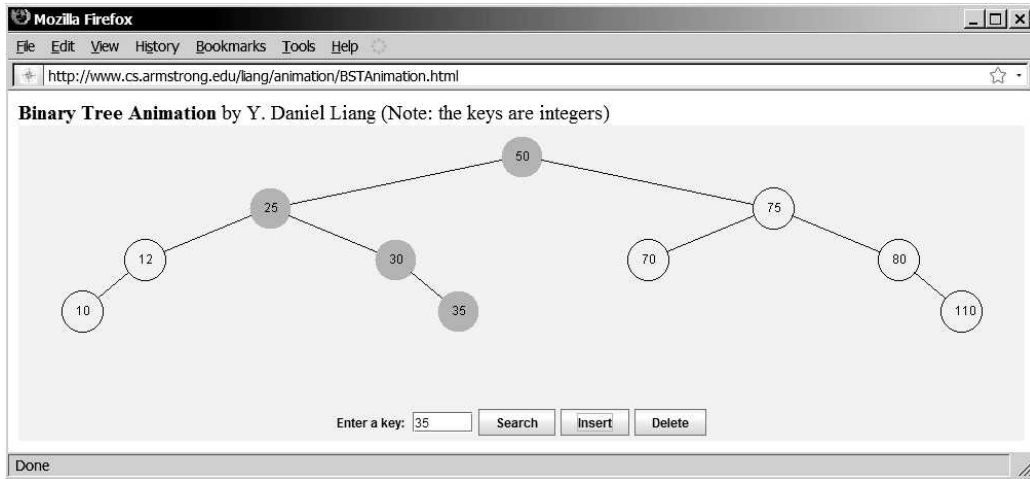 Mozilla Firefox
File Edit View History Bookmarks Tools Help
http://www.cs.armstrong.edu/liang/animation/BSTAnimation.html
Binary Tree Animation by Y. Daniel Liang (Note: the keys are integers)
50
25 75
12 30 70 80
10 35 110
Enter a key: 35 Search Insert Delete
Done